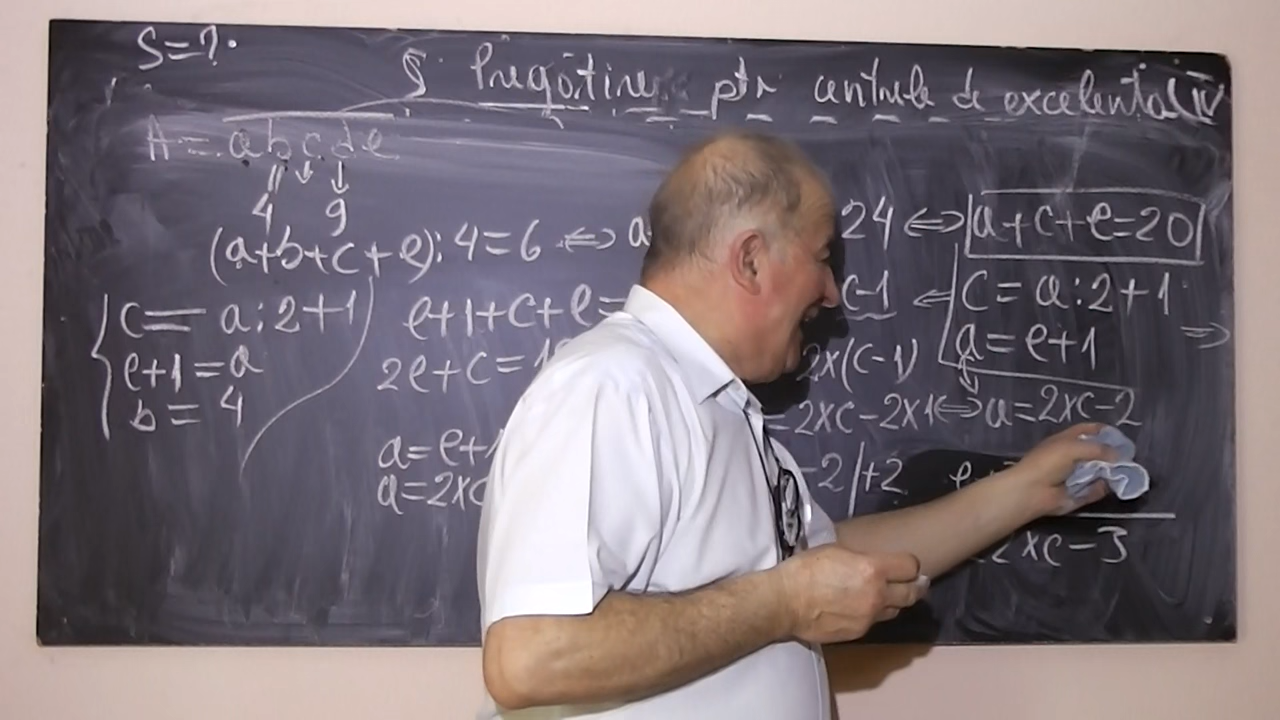 S=?.
§ Pregătire ptr centrele de excelență IV
A = abcde
4 9
(a+b+c+e):4=6 <=> a 24 <=> a+c+e=20
c=a:2+1 e+1+c+e= c-1 <= c=a:2+1 =>
e+1=a 2e+c=1 2x(c-1) a=e+1
b=4 =2xc-2x1 <=> a=2xc-2
a=e+1 -2|+2
a=2xc 2xc-3